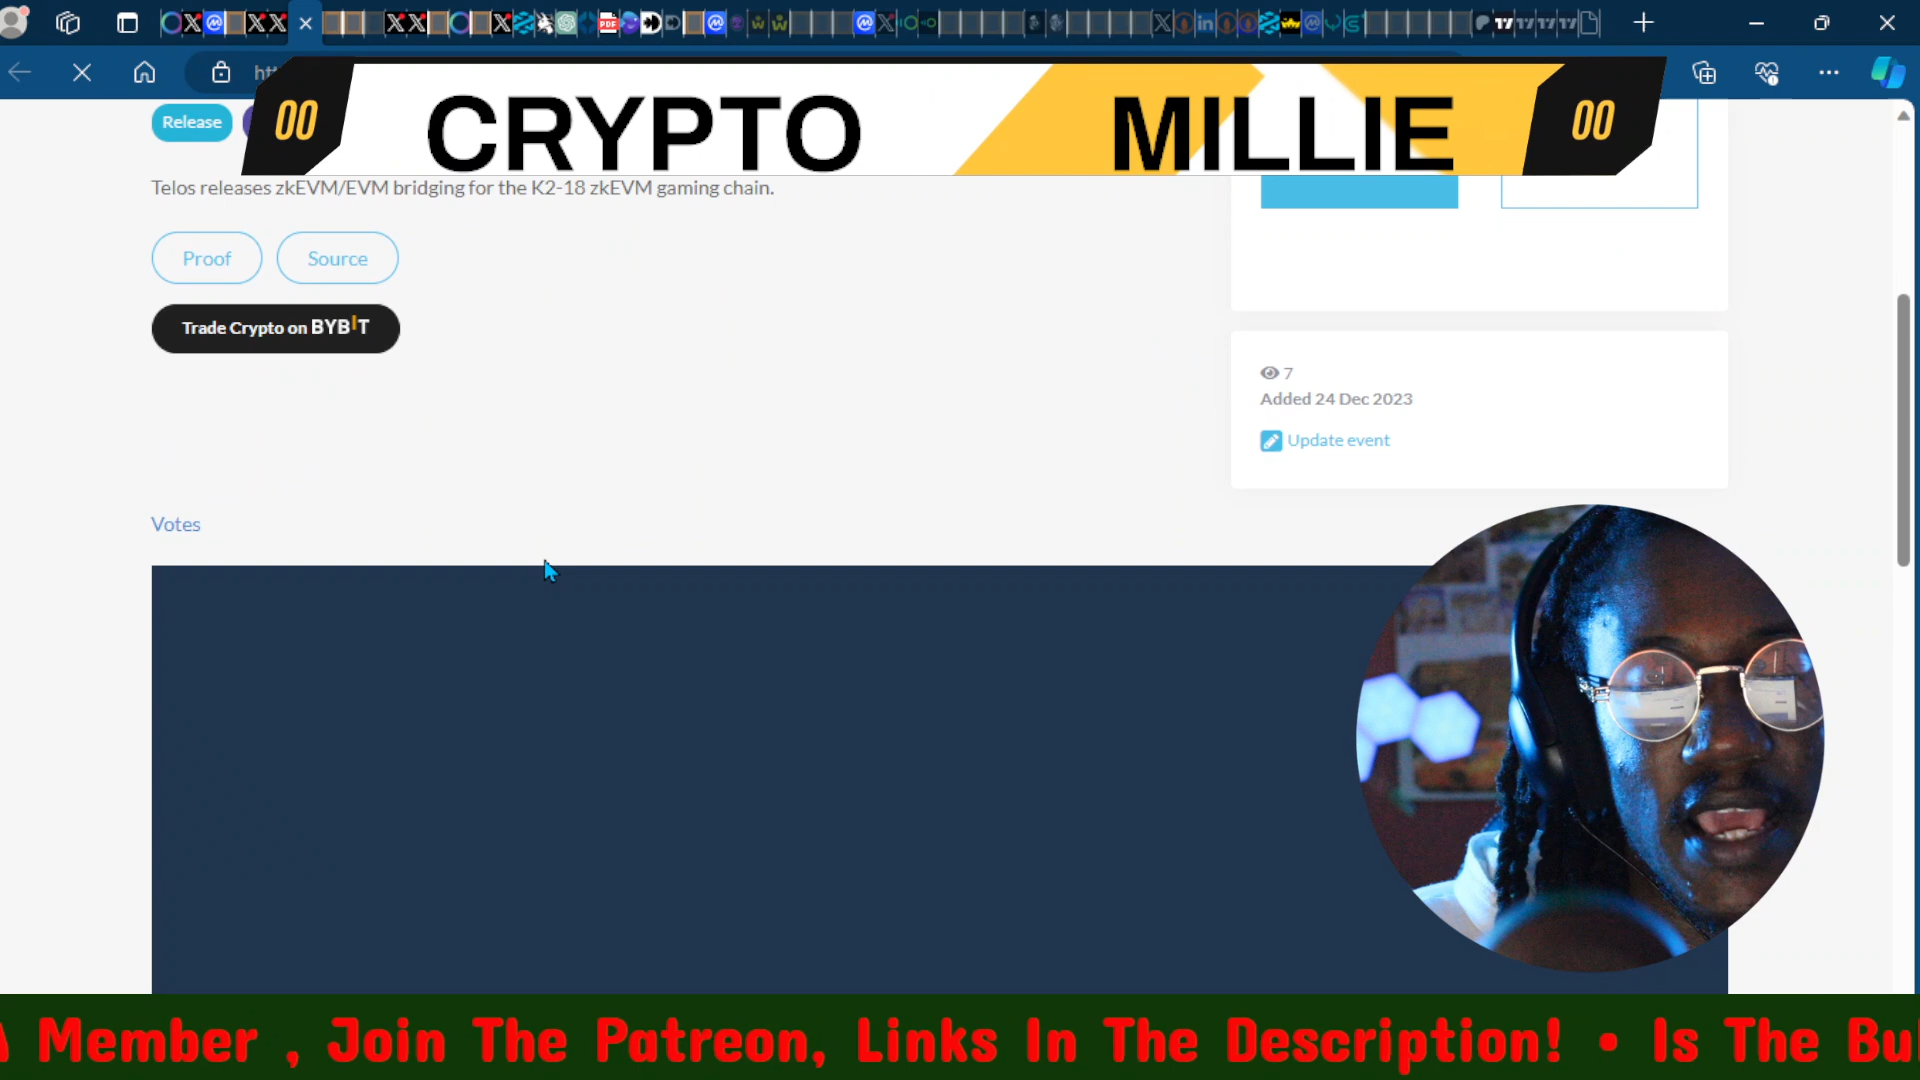 PDF
htt
00 CRYPTO MILLIE 00
Release
Telos releases zkEVM/EVM bridging for the K2-18 zkEVM gaming chain.
Proof Source
Trade Crypto on BYBIT
7
Added 24 Dec 2023
Update event
Votes
Member , Join The Patreon, Links In The Description! • Is The Bu